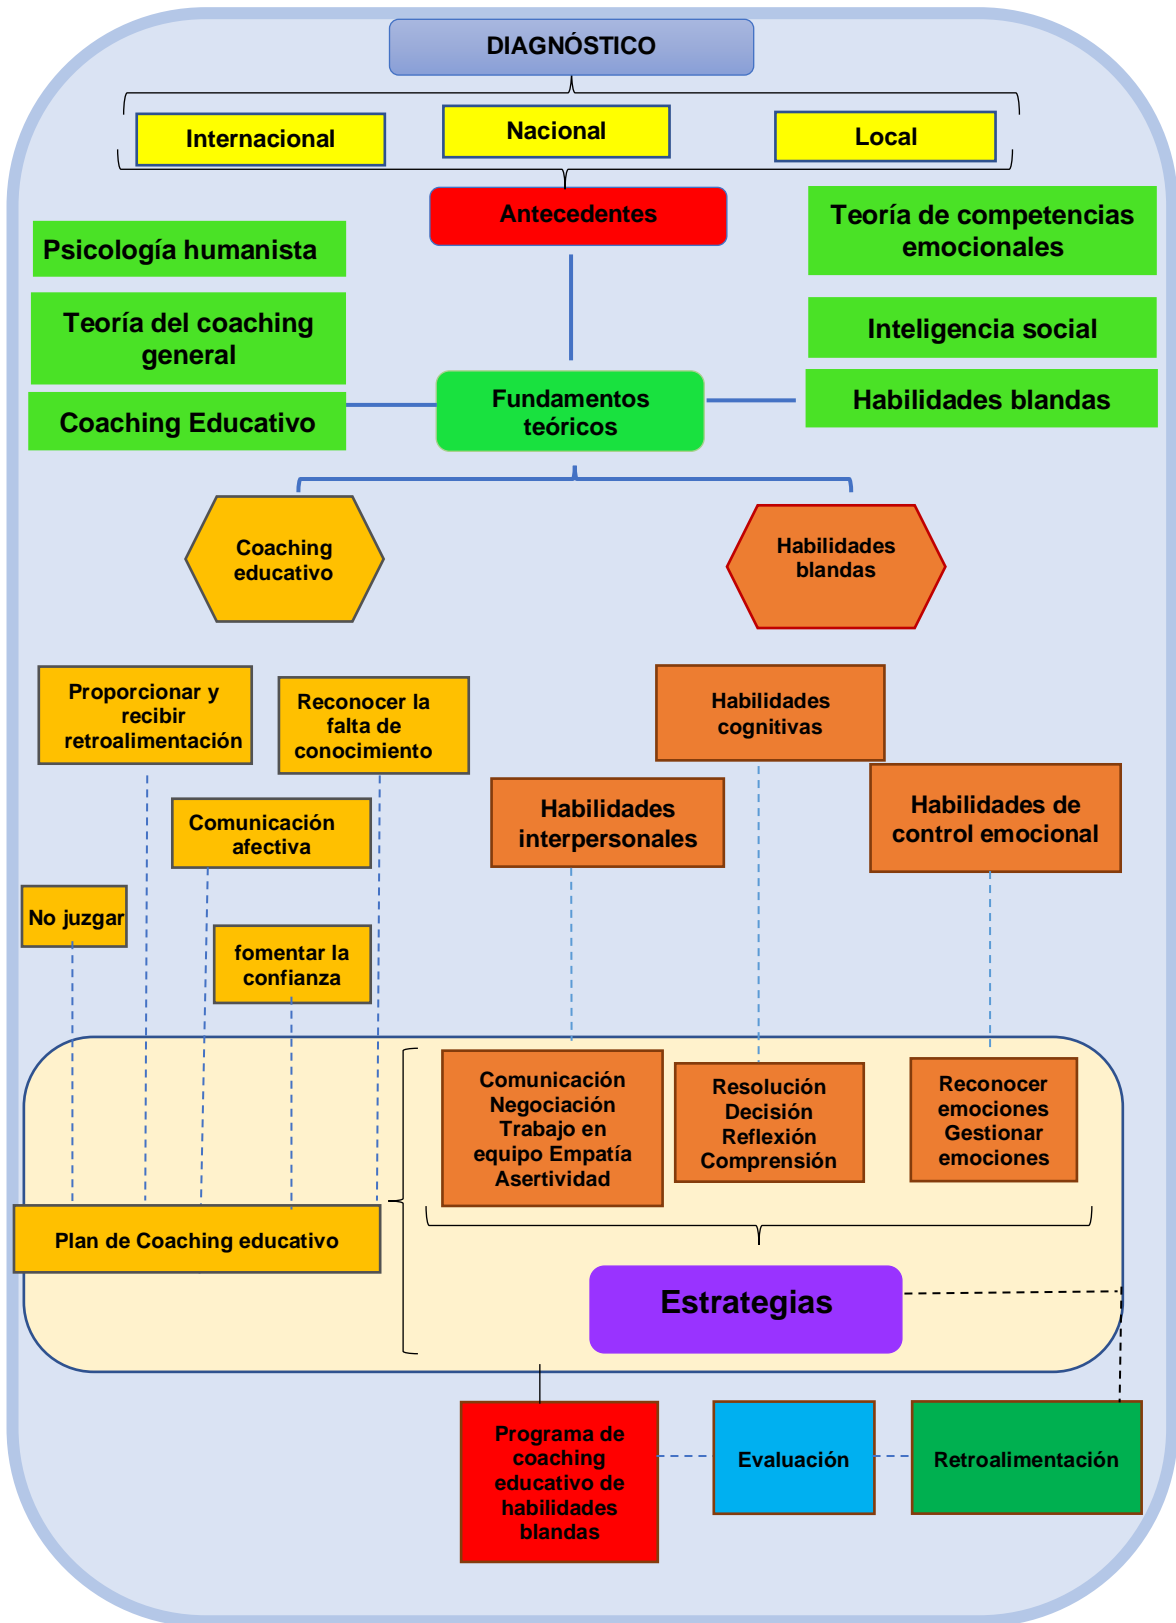 DIAGNÓSTICO
Internacional
Nacional
Local
Antecedentes
Psicología humanista
Teoría del coaching
general
Coaching Educativo
Teoría de competencias
emocionales
Inteligencia social
Habilidades blandas
Fundamentos
teóricos
Coaching
educativo
Habilidades
blandas
Proporcionar y
recibir
retroalimentación
Reconocer la
falta de
conocimiento
Comunicación
afectiva
No juzgar
fomentar la
confianza
Habilidades
cognitivas
Habilidades
interpersonales
Habilidades de
control emocional
Comunicación
Negociación
Trabajo en
equipo Empatía
Asertividad
Resolución
Decisión
Reflexión
Comprensión
Reconocer
emociones
Gestionar
emociones
Plan de Coaching educativo
Estrategias
Programa de
coaching
educativo de
habilidades
blandas
Evaluación
Retroalimentación